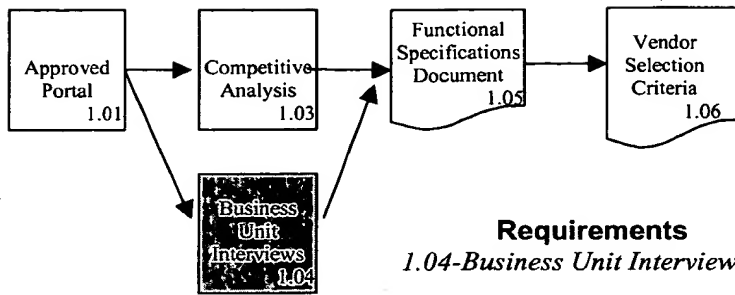 Approved
Portal
1.01
Competitive
Analysis
1.03
Functional
Specifications
Document
1.05
Vendor
Selection
Criteria
1.06
Business
Unit
Interviews
1.04
Requirements
1.04-Business Unit Interview